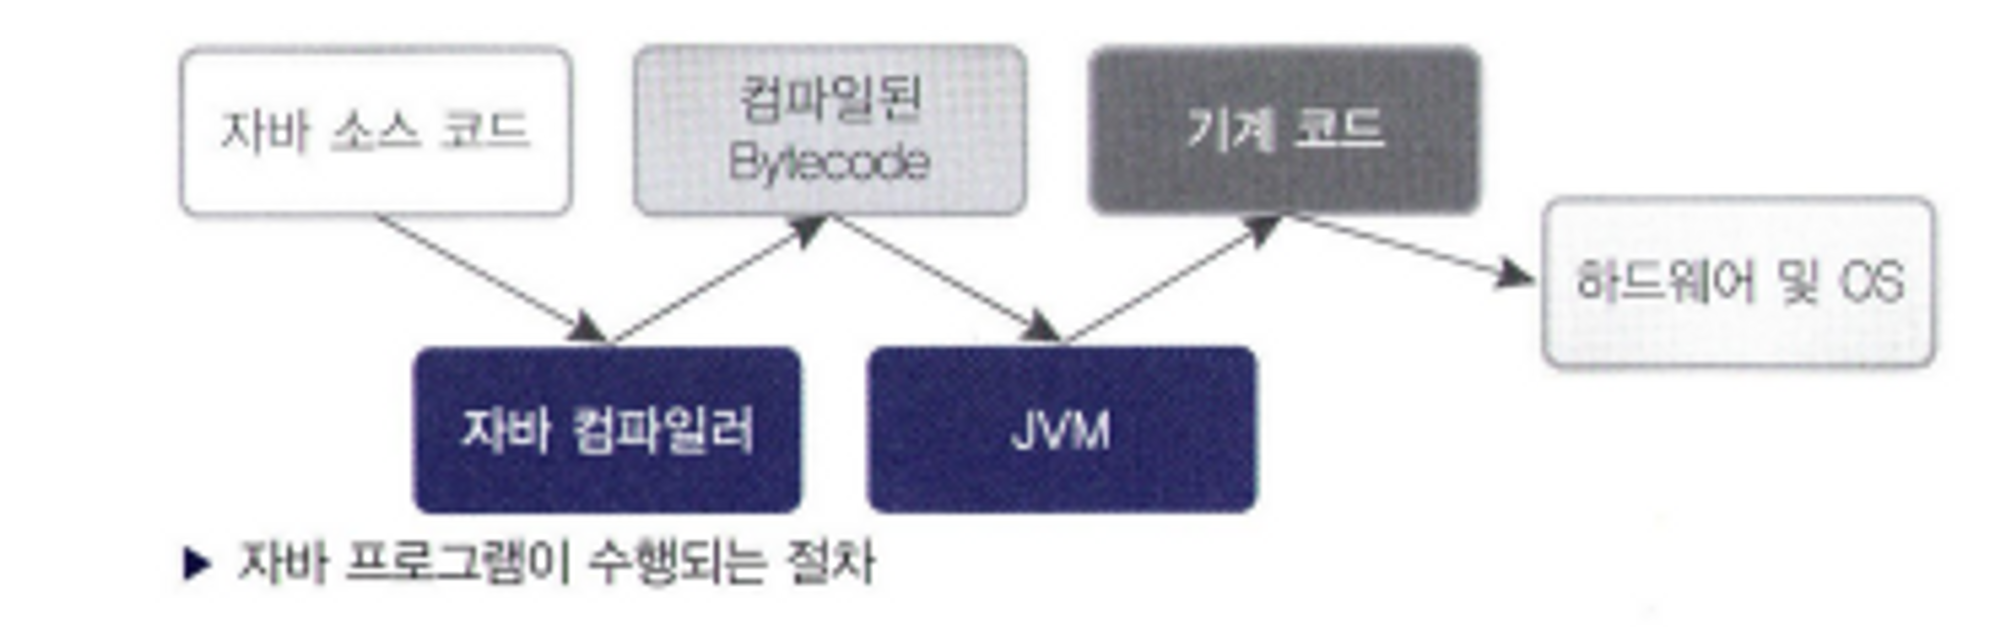 자바 소스 코드
컴파일된
Bytecode
기계 코드
하드웨어 및 OS
자바 컴파일러
JVM
▶ 자바 프로그램이 수행되는 절차